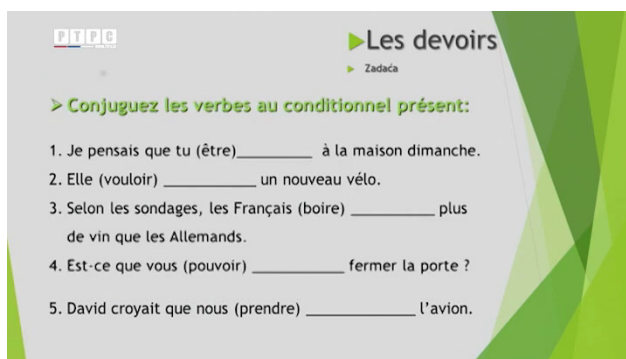 PTPG
▶Les devoirs
▶ Zadaća
➢ Conjuguez les verbes au conditionnel présent:
1. Je pensais que tu (être)_________ à la maison dimanche.
2. Elle (vouloir) ___________ un nouveau vélo.
3. Selon les sondages, les Français (boire) __________ plus
de vin que les Allemands.
4. Est-ce que vous (pouvoir) ___________ fermer la porte ?
5. David croyait que nous (prendre) _____________ l’avion.